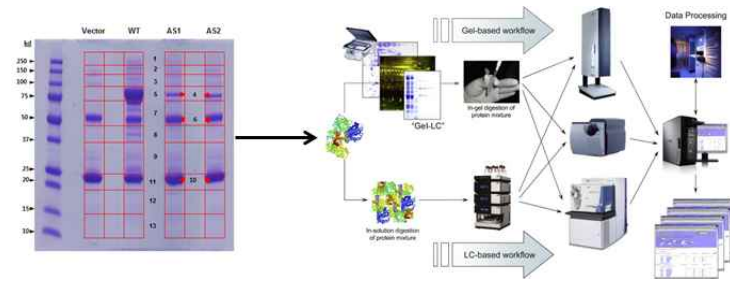 Vector WT AS1 AS2
kd
250
150
100
75
50
37
25
20
15
10
1
2
3
4
5
6
7
8
9
10
11
12
13
Gel-based workflow
"Gel-LC"
In-gel digestion of
protein mixture
In-solution digestion
of protein mixture
LC-based workflow
Data Processing